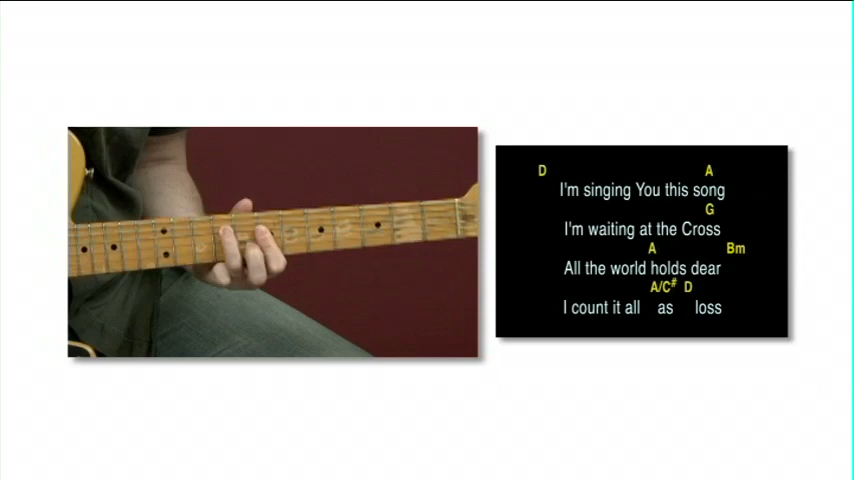 D A
I'm singing You this song
G
I'm waiting at the Cross
A Bm
All the world holds dear
A/C# D
I count it all as loss